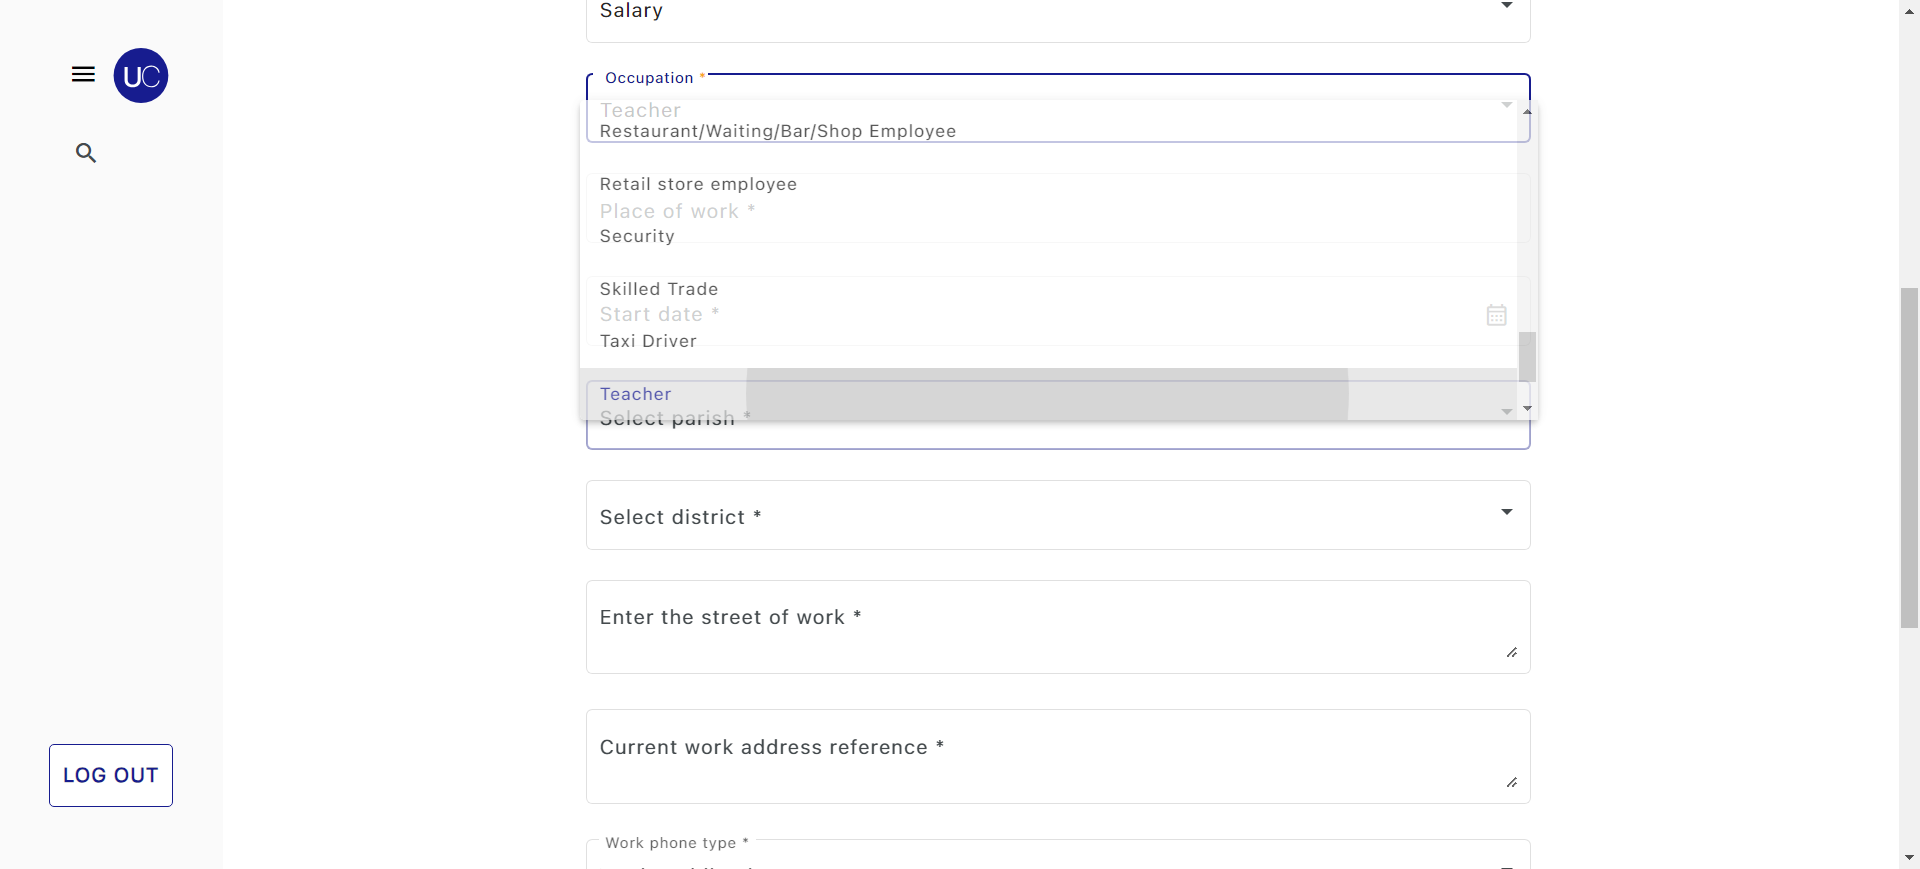 Salary
UC
Occupation *
Teacher
Restaurant/Waiting/Bar/Shop Employee
Retail store employee
Place of work *
Security
Skilled Trade
Start date *
Taxi Driver
Teacher
Select parish *
Select district *
Enter the street of work *
Current work address reference *
LOG OUT
Work phone type *